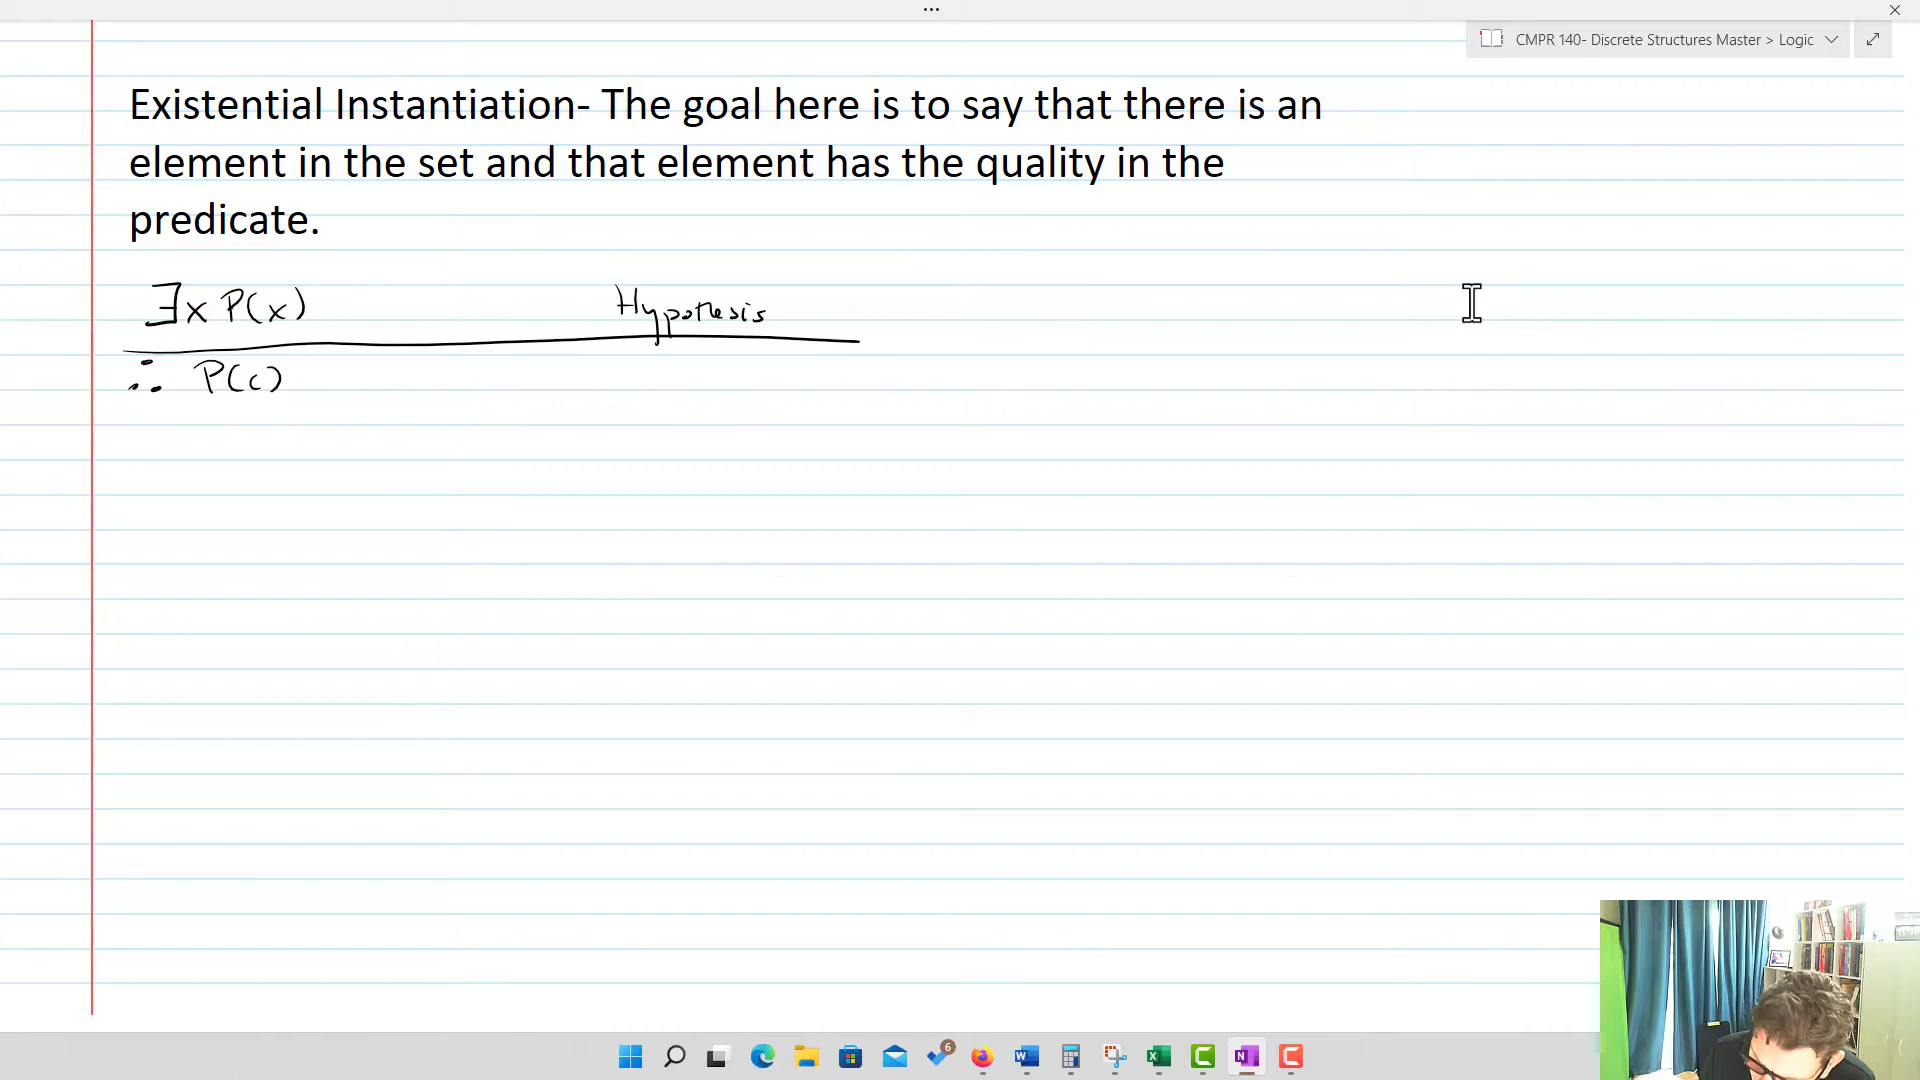 CMPR 140- Discrete Structures Master > Logic
Existential Instantiation- The goal here is to say that there is an
element in the set and that element has the quality in the
predicate.
∃x P(x) Hypothesis
∴ P(c)
6